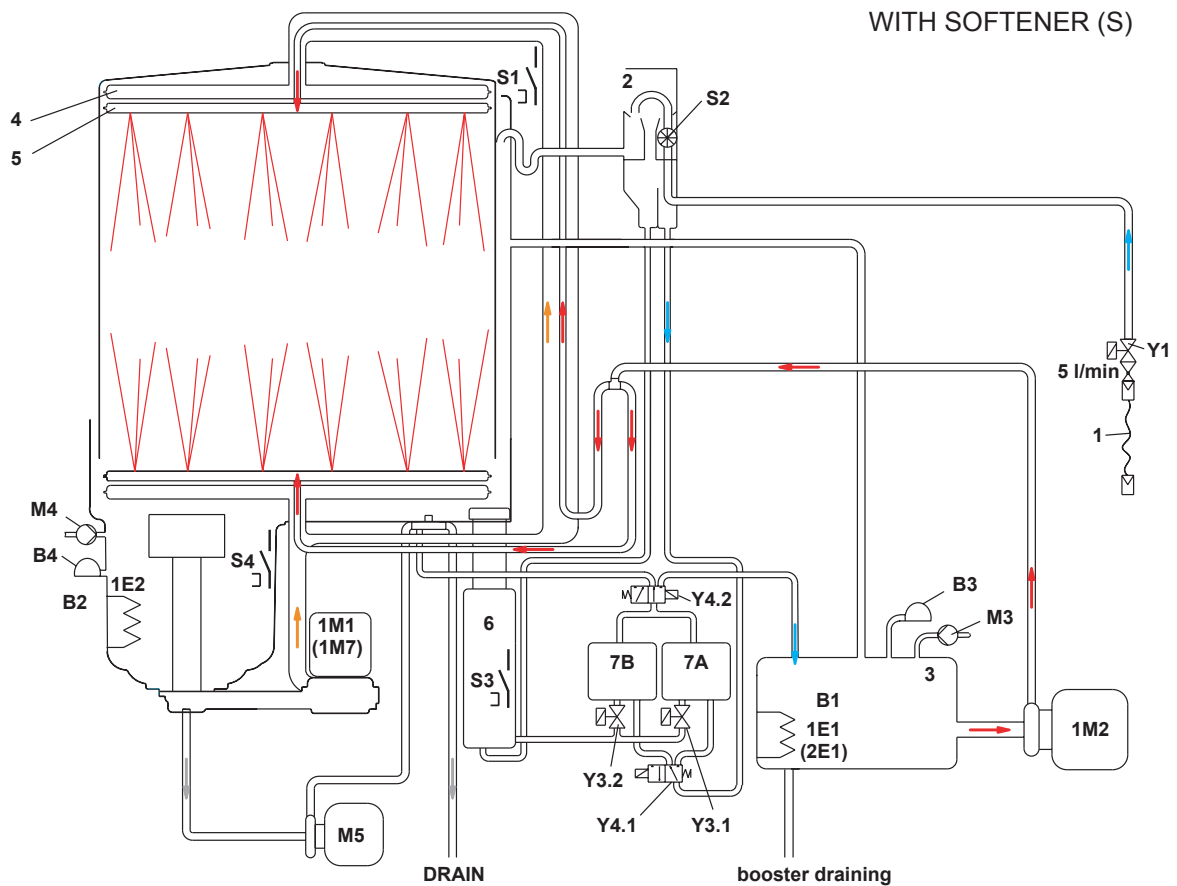 WITH SOFTENER (S)
S1
2
S2
4
5
Y1
5 l/min
1
M4
B4
S4
1E2
B2
1M1
(1M7)
6
S3
Y4.2
7B
7A
B3
M3
3
B1
1E1
(2E1)
1M2
Y3.2
Y4.1
Y3.1
M5
DRAIN
booster draining